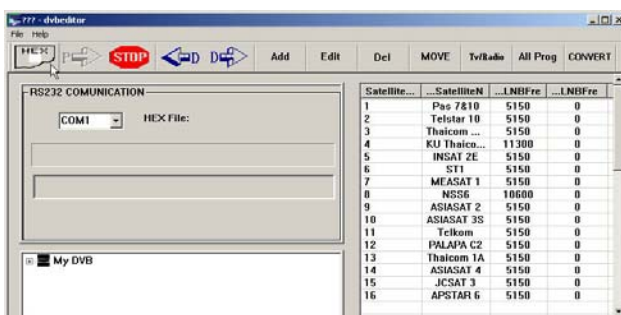 ??? - dvbeditor
File Help
HEX P STOP D D Add Edit Del MOVE Tv/Radio All Prog CONVERT
RS232 COMUNICATION
COM1 HEX File:
My DVB
Satellite... ...SatelliteN ...LNBFre ...LNBFre
1 Pas 7&10 5150 0
2 Telstar 10 5150 0
3 Thaicom ... 5150 0
4 KU Thaico... 11300 0
5 INSAT 2E 5150 0
6 ST1 5150 0
7 MEASAT 1 5150 0
8 NSS6 10600 0
9 ASIASAT 2 5150 0
10 ASIASAT 3S 5150 0
11 Telkom 5150 0
12 PALAPA C2 5150 0
13 Thaicom 1A 5150 0
14 ASIASAT 4 5150 0
15 JCSAT 3 5150 0
16 APSTAR 6 5150 0